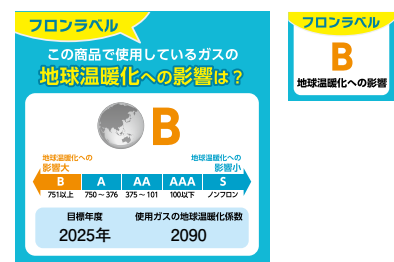 フロンラベル
この商品で使用しているガスの
地球温暖化への影響は？
B
地球温暖化への
影響大
地球温暖化への
影響小
B A AA AAA S
751以上 750～376 375～101 100以下 ノンフロン
目標年度 使用ガスの地球温暖化係数
2025年 2090
フロンラベル
B
地球温暖化への影響